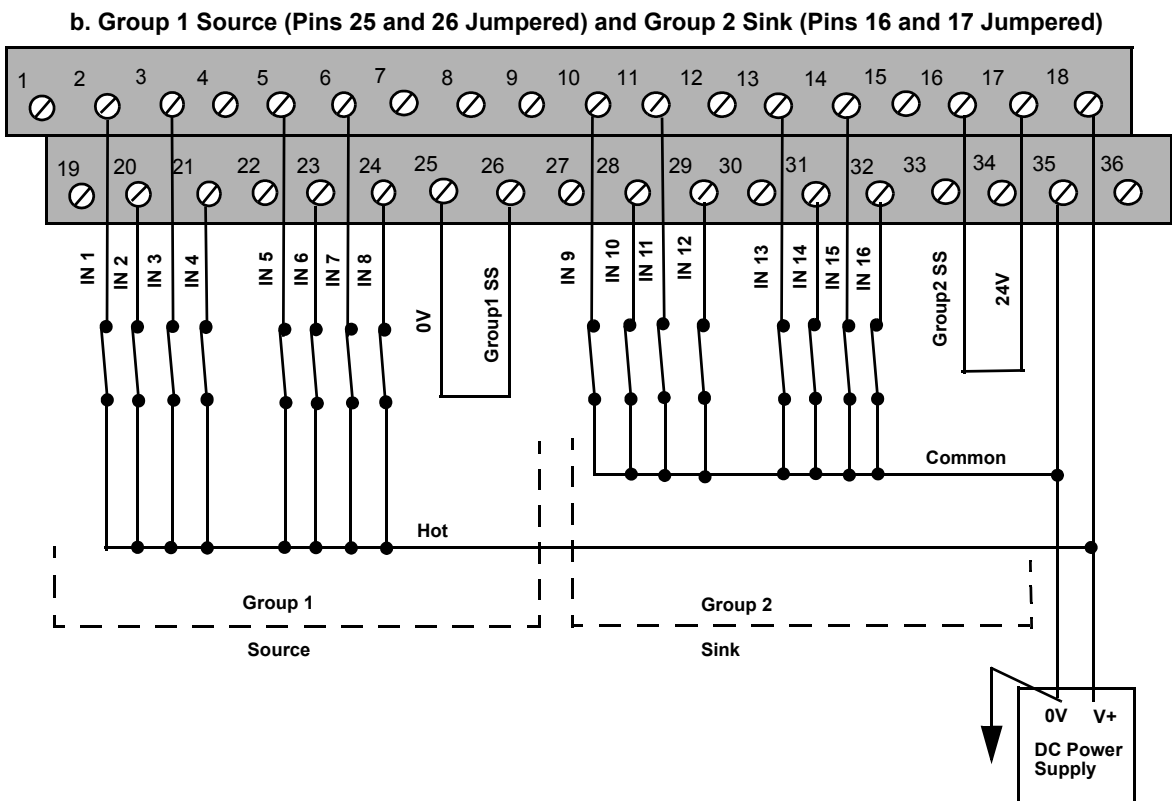 b. Group 1 Source (Pins 25 and 26 Jumpered) and Group 2 Sink (Pins 16 and 17 Jumpered)
1 2 3 4 5 6 7 8 9 10 11 12 13 14 15 16 17 18
19 20 21 22 23 24 25 26 27 28 29 30 31 32 33 34 35 36
IN 1
IN 2
IN 3
IN 4
IN 5
IN 6
IN 7
IN 8
0V
Group1 SS
IN 9
IN 10
IN 11
IN 12
IN 13
IN 14
IN 15
IN 16
Group2 SS
24V
Common
Hot
Group 1
Group 2
Source
Sink
0V V+
DC Power
Supply